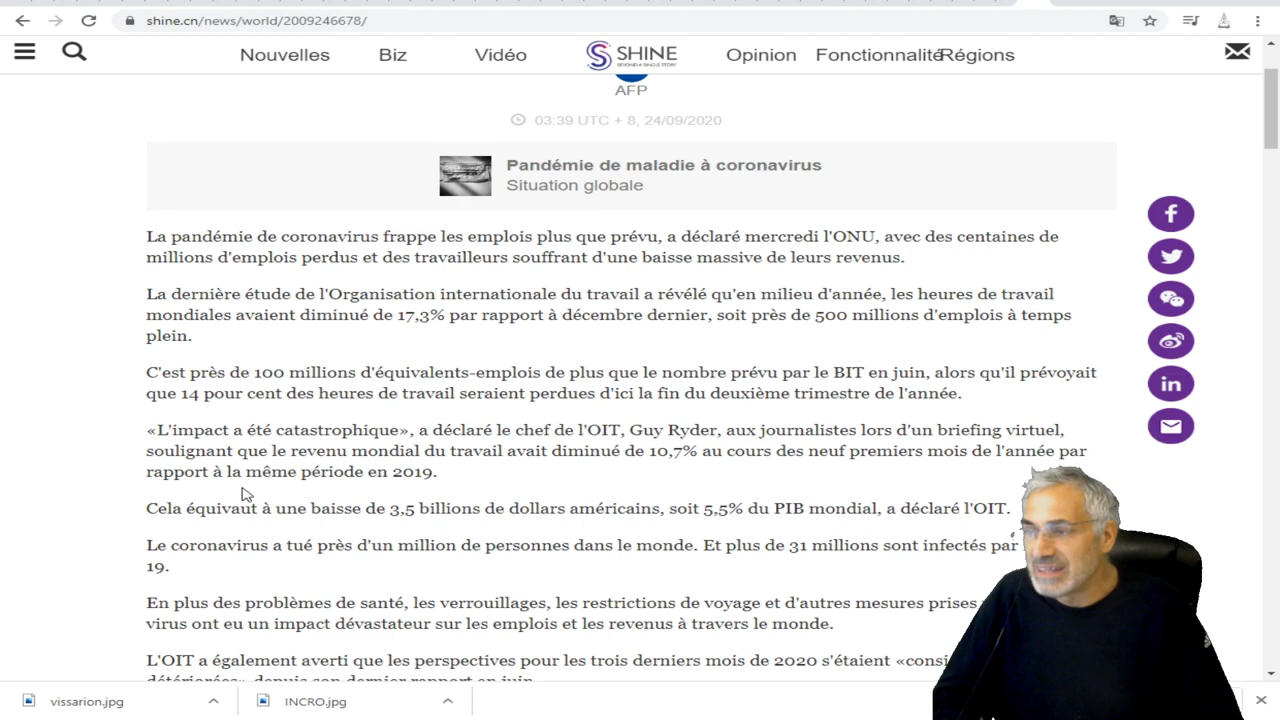 shine.cn/news/world/2009246678/
Nouvelles Biz Vidéo SHINE Opinion Fonctionnalité Régions
BEYOND A SINGLE STORY
AFP
03:39 UTC + 8, 24/09/2020
Pandémie de maladie à coronavirus
Situation globale
La pandémie de coronavirus frappe les emplois plus que prévu, a déclaré mercredi l'ONU, avec des centaines de
millions d'emplois perdus et des travailleurs souffrant d'une baisse massive de leurs revenus.
La dernière étude de l'Organisation internationale du travail a révélé qu'en milieu d'année, les heures de travail
mondiales avaient diminué de 17,3% par rapport à décembre dernier, soit près de 500 millions d'emplois à temps
plein.
C'est près de 100 millions d'équivalents-emplois de plus que le nombre prévu par le BIT en juin, alors qu'il prévoyait
que 14 pour cent des heures de travail seraient perdues d'ici la fin du deuxième trimestre de l'année.
«L'impact a été catastrophique», a déclaré le chef de l'OIT, Guy Ryder, aux journalistes lors d'un briefing virtuel,
soulignant que le revenu mondial du travail avait diminué de 10,7% au cours des neuf premiers mois de l'année par
rapport à la même période en 2019.
Cela équivaut à une baisse de 3,5 billions de dollars américains, soit 5,5% du PIB mondial, a déclaré l'OIT.
Le coronavirus a tué près d'un million de personnes dans le monde. Et plus de 31 millions sont infectés par
19.
En plus des problèmes de santé, les verrouillages, les restrictions de voyage et d'autres mesures prises
virus ont eu un impact dévastateur sur les emplois et les revenus à travers le monde.
L'OIT a également averti que les perspectives pour les trois derniers mois de 2020 s'étaient
détériorées», depuis son dernier rapport en juin.
vissarion.jpg INCRO.jpg